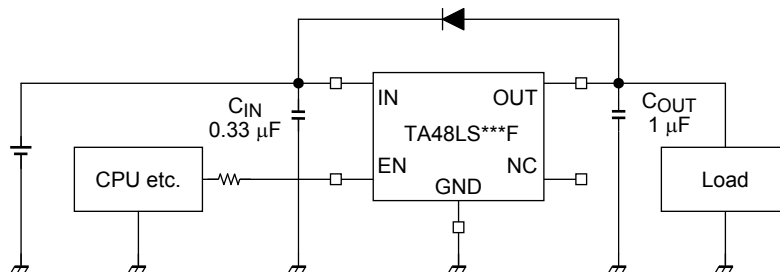 CIN
0.33 μF
IN
OUT
COUT
1 μF
TA48LS***F
CPU etc.
EN
NC
GND
Load